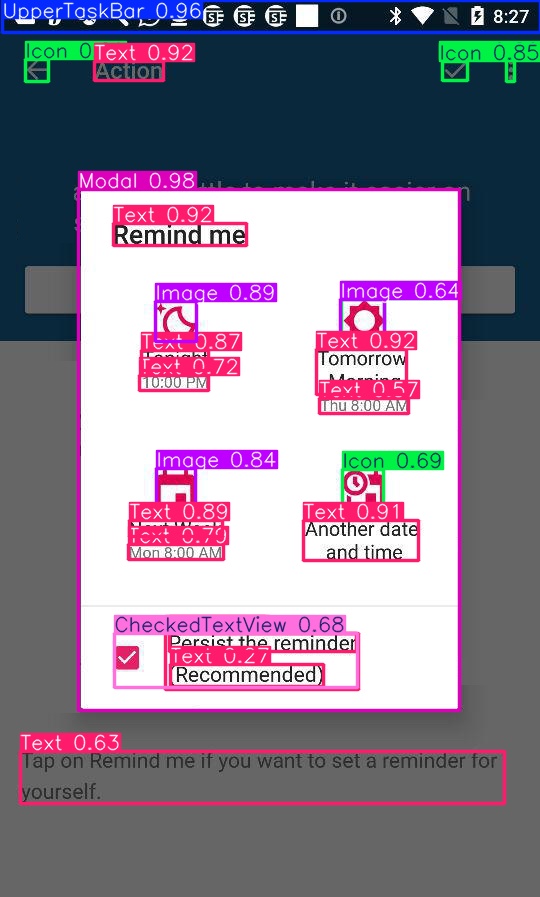 UpperTaskBar 0.96
8:27
Icon 0.85
Text 0.92
Action
Modal 0.98
Text 0.92
Remind me
Image 0.89
Image 0.64
Text 0.87
Text 0.92
Tonight
Tomorrow
Text 0.72
Morning
10:00 PM
Text 0.57
Thu 8:00 AM
Image 0.84
Icon 0.69
Text 0.89
Text 0.91
Another date
Text 0.79
and time
Mon 8:00 AM
CheckedTextView 0.68
Persist the reminder
Text 0.27
(Recommended)
Text 0.63
Tap on Remind me if you want to set a reminder for
yourself.